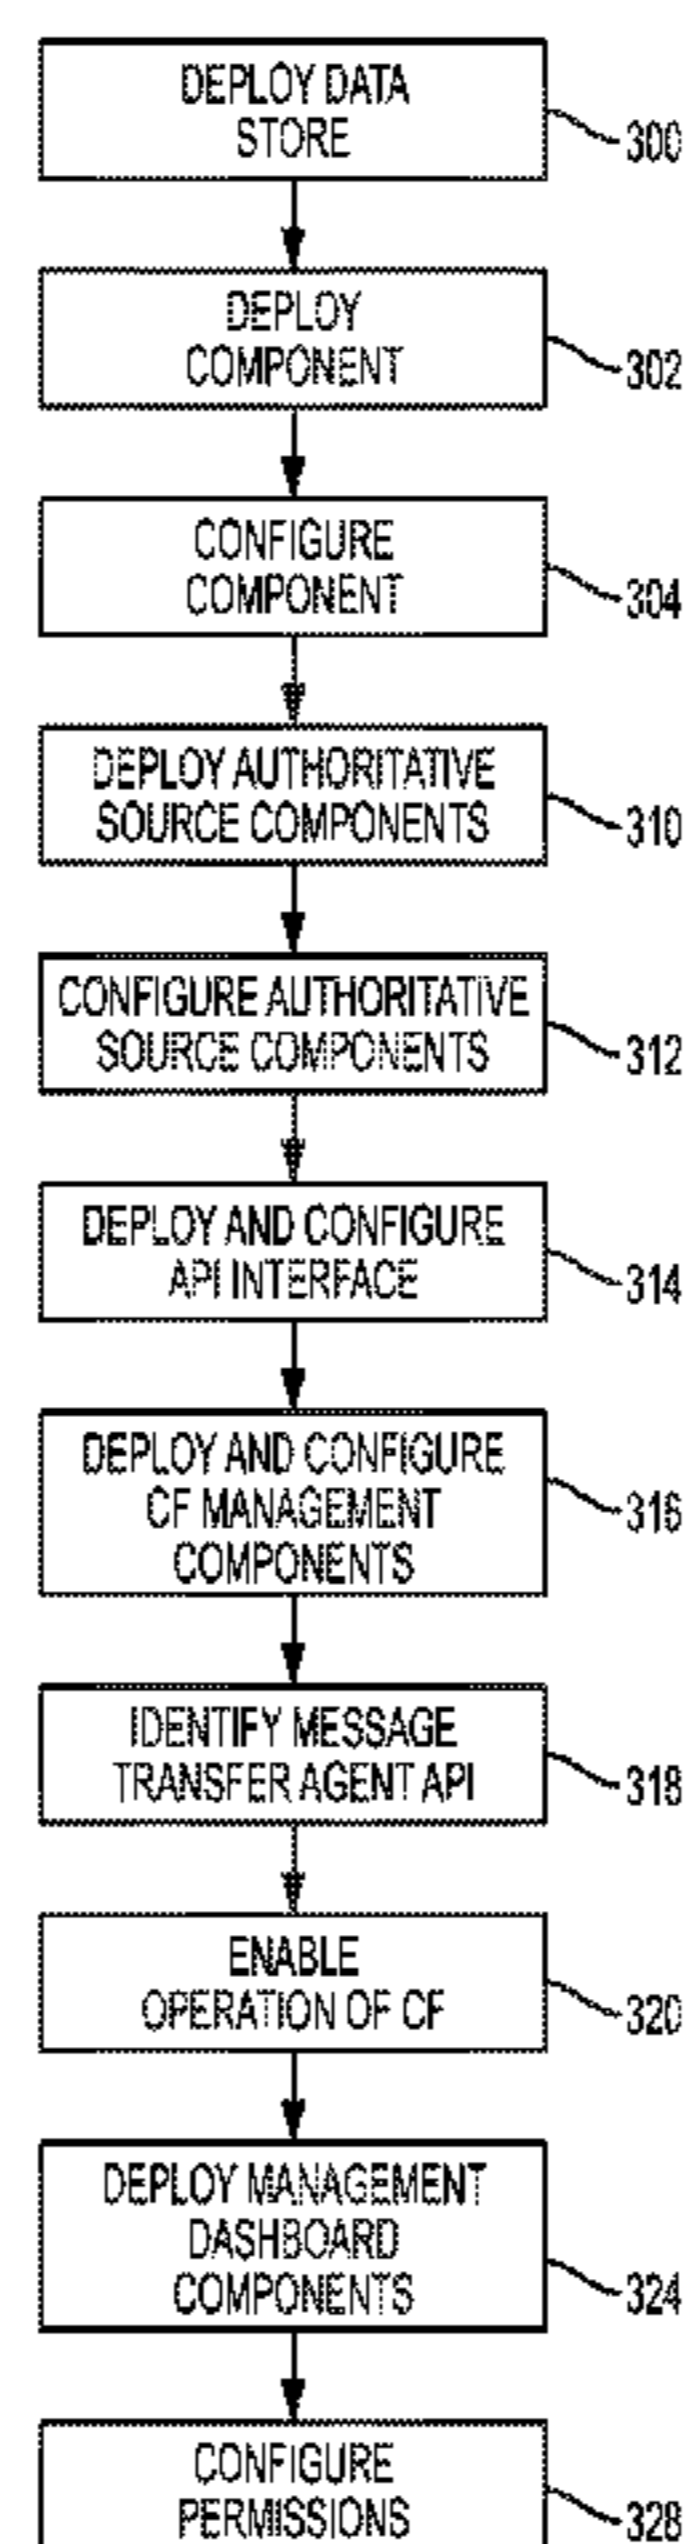 DEPLOY DATA
STORE
300
DEPLOY
COMPONENT
302
CONFIGURE
COMPONENT
304
DEPLOY AUTHORITATIVE
SOURCE COMPONENTS
310
CONFIGURE AUTHORITATIVE
SOURCE COMPONENTS
312
DEPLOY AND CONFIGURE
API INTERFACE
314
DEPLOY AND CONFIGURE
CF MANAGEMENT
COMPONENTS
316
IDENTIFY MESSAGE
TRANSFER AGENT API
318
ENABLE
OPERATION OF CF
320
DEPLOY MANAGEMENT
DASHBOARD
COMPONENTS
324
CONFIGURE
PERMISSIONS
328